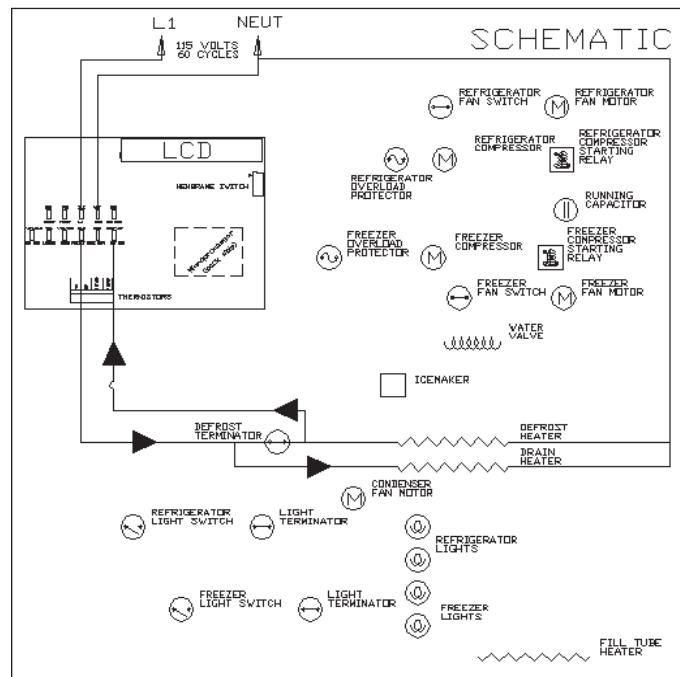 L1
NEUT
115 VOLTS
60 CYCLES
SCHEMATIC
REFRIGERATOR
FAN SWITCH
REFRIGERATOR
FAN MOTOR
LCD
REFRIGERATOR
COMPRESSOR
REFRIGERATOR
COMPRESSOR
STARTING
RELAY
MEMBRANE SWITCH
REFRIGERATOR
OVERLOAD
PROTECTOR
RUNNING
CAPACITOR
FREEZER
OVERLOAD
PROTECTOR
FREEZER
COMPRESSOR
FREEZER
COMPRESSOR
STARTING
RELAY
Microprocessor
THERMISTORS
FREEZER
FAN SWITCH
FREEZER
FAN MOTOR
WATER
VALVE
ICEMAKER
DEFROST
TERMINATOR
DEFROST
HEATER
DRAIN
HEATER
CONDENSER
FAN MOTOR
REFRIGERATOR
LIGHT SWITCH
LIGHT
TERMINATOR
REFRIGERATOR
LIGHTS
FREEZER
LIGHT SWITCH
LIGHT
TERMINATOR
FREEZER
LIGHTS
FILL TUBE
HEATER